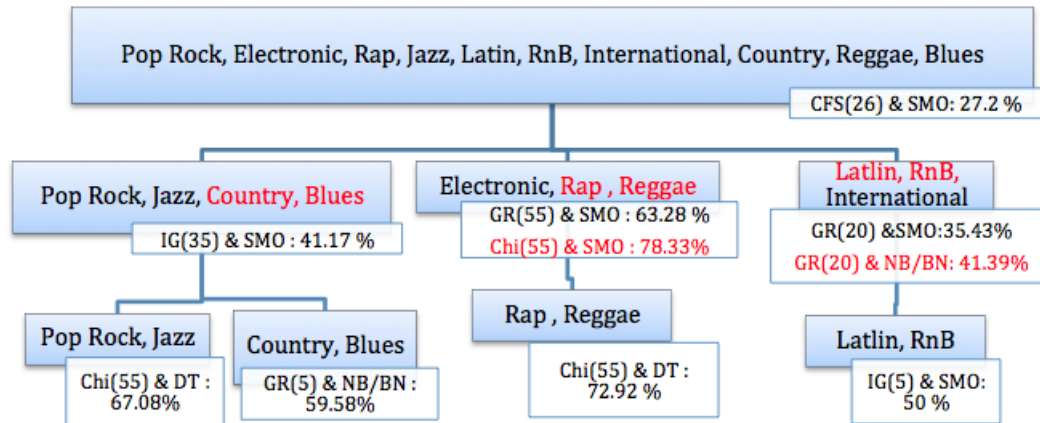 Pop Rock, Electronic, Rap, Jazz, Latin, RnB, International, Country, Reggae, Blues
CFS(26) & SMO: 27.2 %
Pop Rock, Jazz, Country, Blues
IG(35) & SMO : 41.17 %
Electronic, Rap , Reggae
GR(55) & SMO : 63.28 %
Chi(55) & SMO : 78.33%
Latlin, RnB,
International
GR(20) &SMO:35.43%
GR(20) & NB/BN: 41.39%
Pop Rock, Jazz
Chi(55) & DT :
67.08%
Country, Blues
GR(5) & NB/BN :
59.58%
Rap , Reggae
Chi(55) & DT :
72.92 %
Latlin, RnB
IG(5) & SMO:
50 %